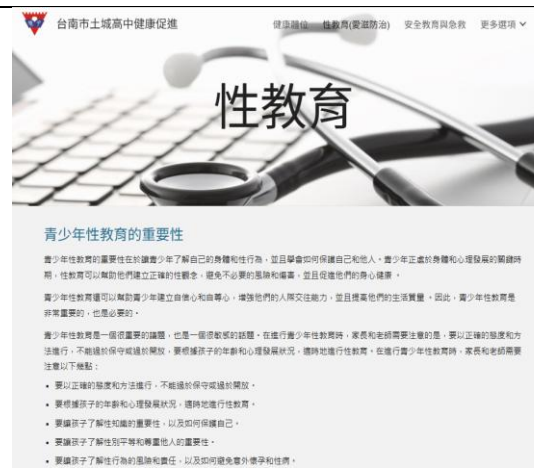 台南市土城高中健康促進
健康體位 性教育(愛滋防治) 安全教育與急救 更多選項
性教育
青少年性教育的重要性
青少年性教育的重要性在於讓青少年了解自己的身體和性行為,並且學會如何保護自己和他人。青少年正處於身體和心理發展的關鍵時
期,性教育可以幫助他們建立正確的性觀念,避免不必要的風險和傷害,並且促進他們的身心健康。
青少年性教育還可以幫助青少年建立自信心和自尊心,增強他們的人際交往能力,並且提高他們的生活質量。因此,青少年性教育是
非常重要的,也是必要的。
青少年性教育是一個很重要的議題,也是一個很敏感的話題。在進行青少年性教育時,家長和老師需要注意的是,要以正確的態度和方
法進行,不能過於保守或過於開放,要根據孩子的年齡和心理發展狀況,適時地進行性教育。在進行青少年性教育時,家長和老師需要
注意以下幾點:
• 要以正確的態度和方法進行,不能過於保守或過於開放。
• 要根據孩子的年齡和心理發展狀況,適時地進行性教育。
• 要讓孩子了解性知識的重要性,以及如何保護自己。
• 要讓孩子了解性別平等和尊重他人的重要性。
• 要讓孩子了解性行為的風險和責任,以及如何避免意外懷孕和性病。